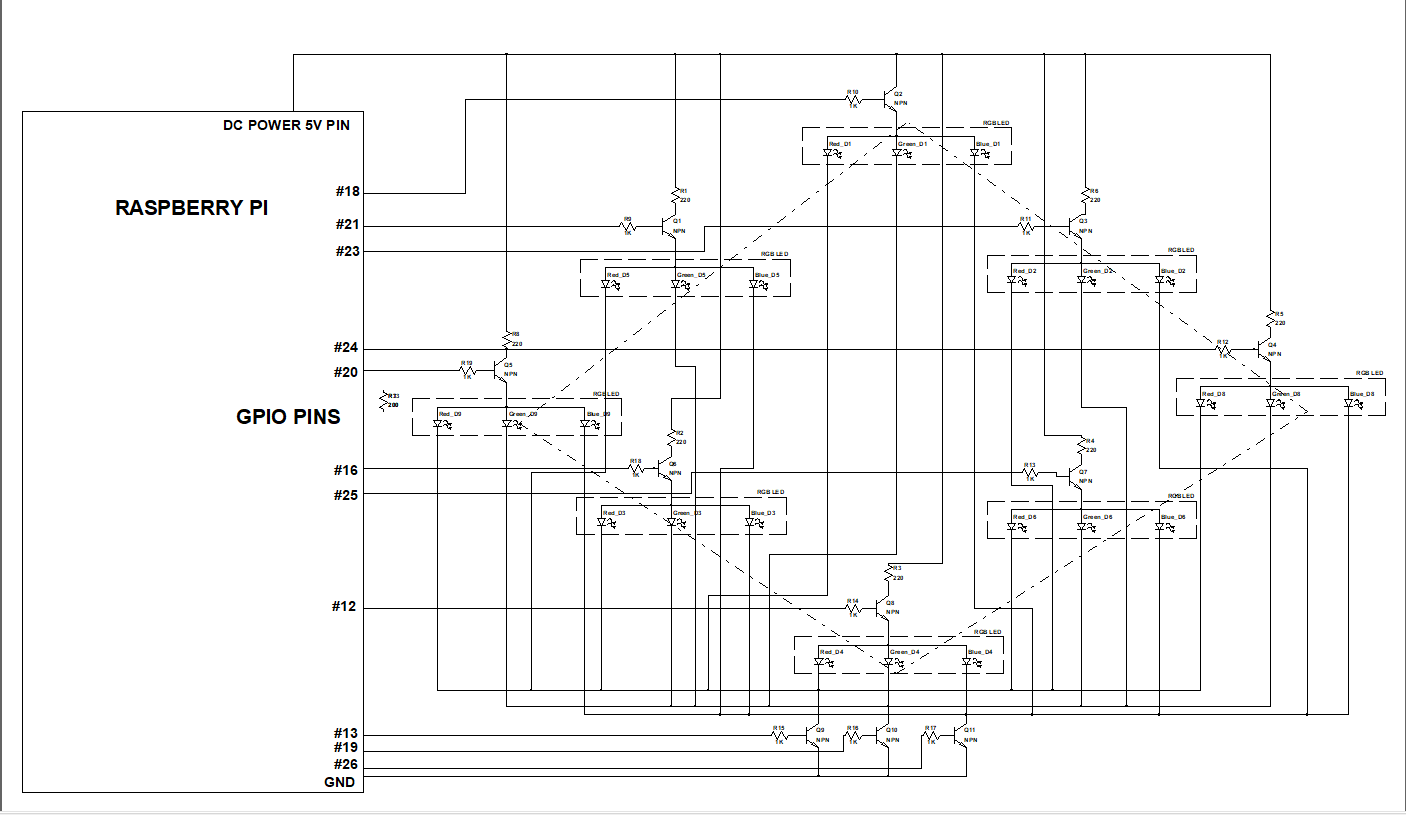 DC POWER 5V PIN
RASPBERRY PI
#18
#21
#23
#24
#20
GPIO PINS
#16
#25
#12
#13
#19
#26
GND
R10
1K
Q2
NPN
RGB LED
Red_D1
Green_D1
Blue_D1
R1
220
R9
1K
Q1
NPN
RGB LED
Red_D5
Green_D5
Blue_D5
R6
220
R11
1K
Q3
NPN
RGB LED
Red_D2
Green_D2
Blue_D2
R8
220
R19
1K
Q5
NPN
RGB LED
Red_D9
Green_D9
Blue_D9
R5
220
R12
1K
Q4
NPN
RGB LED
Red_D8
Green_D8
Blue_D8
R2
220
R18
1K
Q6
NPN
RGB LED
Red_D3
Green_D3
Blue_D3
R4
220
R13
1K
Q7
NPN
RGB LED
Red_D6
Green_D6
Blue_D6
R3
220
R14
1K
Q8
NPN
RGB LED
Red_D4
Green_D4
Blue_D4
R15
1K
Q9
NPN
R16
1K
Q10
NPN
R17
1K
Q11
NPN